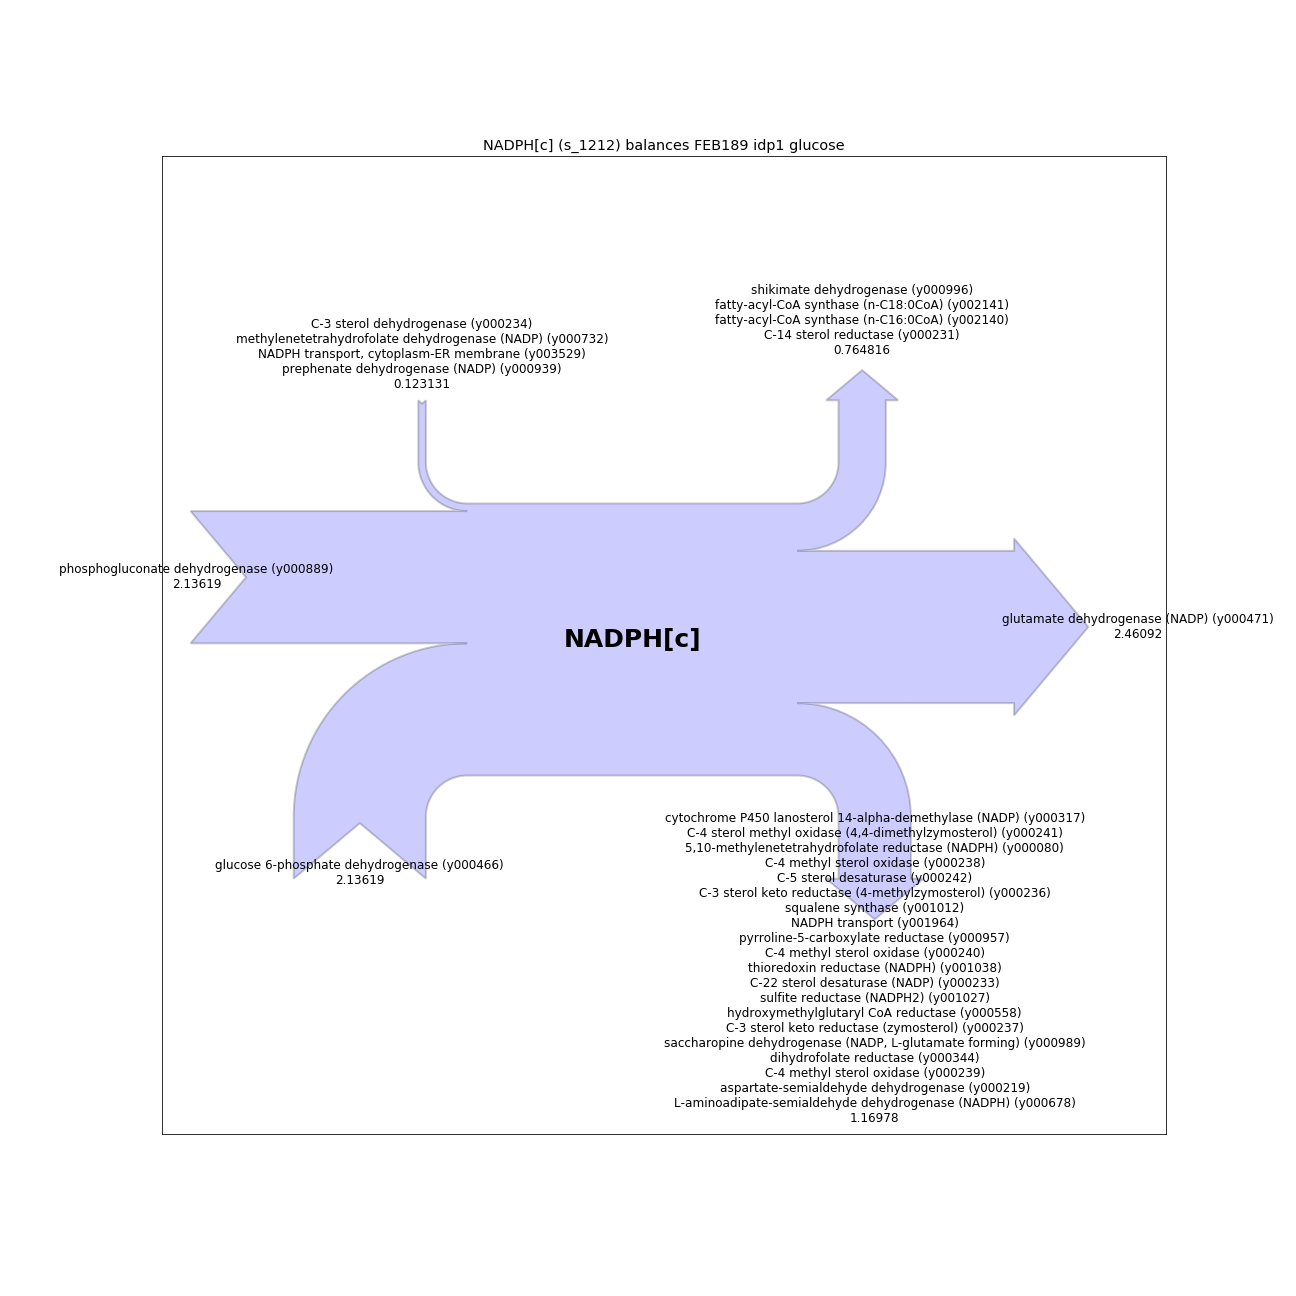 NADPH[c] (s_1212) balances FEB189 idp1 glucose
shikimate dehydrogenase (y000996)
fatty-acyl-CoA synthase (n-C18:0CoA) (y002141)
fatty-acyl-CoA synthase (n-C16:0CoA) (y002140)
C-14 sterol reductase (y000231)
0.764816
C-3 sterol dehydrogenase (y000234)
methylenetetrahydrofolate dehydrogenase (NADP) (y000732)
NADPH transport, cytoplasm-ER membrane (y003529)
prephenate dehydrogenase (NADP) (y000939)
0.123131
phosphogluconate dehydrogenase (y000889)
2.13619
NADPH[c]
glutamate dehydrogenase (NADP) (y000471)
2.46092
glucose 6-phosphate dehydrogenase (y000466)
2.13619
cytochrome P450 lanosterol 14-alpha-demethylase (NADP) (y000317)
C-4 sterol methyl oxidase (4,4-dimethylzymosterol) (y000241)
5,10-methylenetetrahydrofolate reductase (NADPH) (y000080)
C-4 methyl sterol oxidase (y000238)
C-5 sterol desaturase (y000242)
C-3 sterol keto reductase (4-methylzymosterol) (y000236)
squalene synthase (y001012)
NADPH transport (y001964)
pyrroline-5-carboxylate reductase (y000957)
C-4 methyl sterol oxidase (y000240)
thioredoxin reductase (NADPH) (y001038)
C-22 sterol desaturase (NADP) (y000233)
sulfite reductase (NADPH2) (y001027)
hydroxymethylglutaryl CoA reductase (y000558)
C-3 sterol keto reductase (zymosterol) (y000237)
saccharopine dehydrogenase (NADP, L-glutamate forming) (y000989)
dihydrofolate reductase (y000344)
C-4 methyl sterol oxidase (y000239)
aspartate-semialdehyde dehydrogenase (y000219)
L-aminoadipate-semialdehyde dehydrogenase (NADPH) (y000678)
1.16978